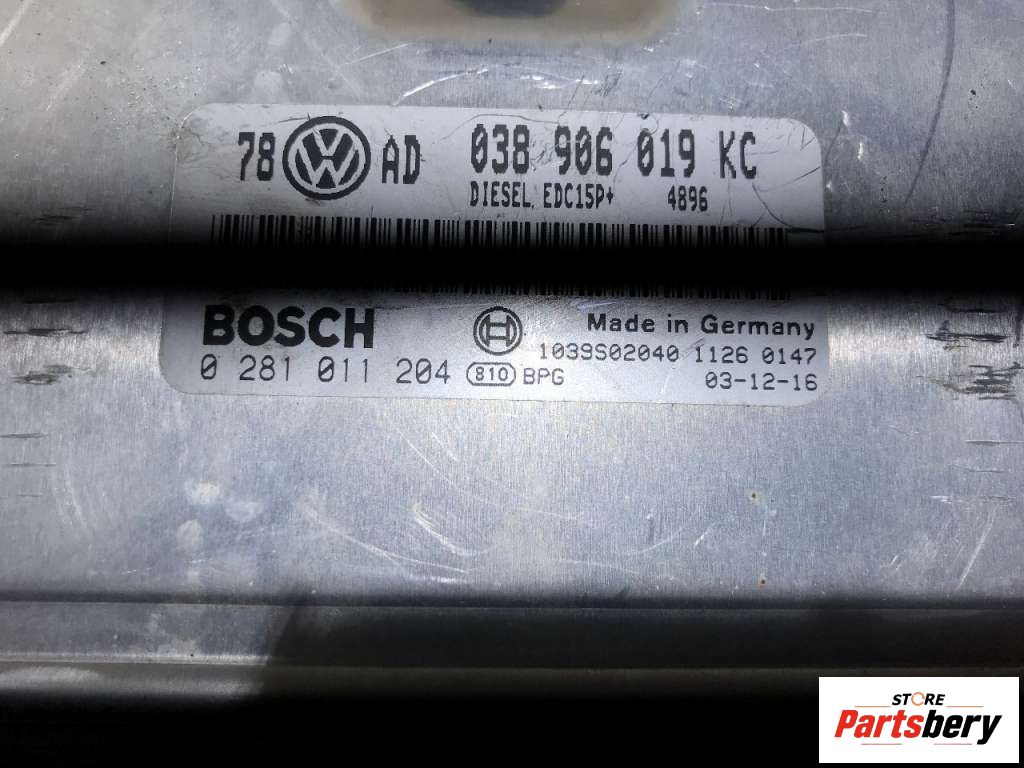 78 VW AD 038 906 019 KC
DIESEL EDC15P+ 4896
BOSCH Made in Germany
1039S02040 1126 0147
0 281 011 204 810 BPG 03-12-16
STORE
Partsbery